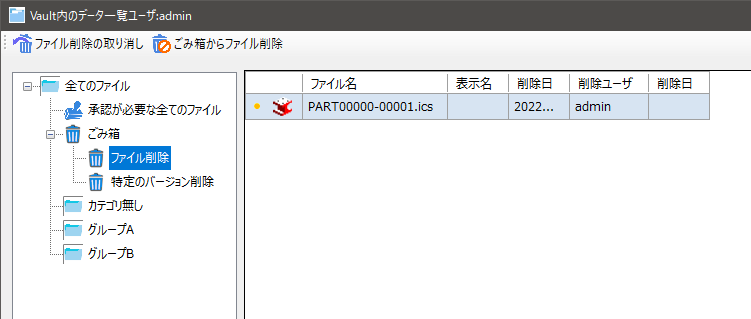 Vault内のデータ一覧ユーザ:admin
ファイル削除の取り消し ごみ箱からファイル削除
全てのファイル
承認が必要な全てのファイル
ごみ箱
ファイル削除
特定のバージョン削除
カテゴリ無し
グループA
グループB
ファイル名 表示名 削除日 削除ユーザ 削除日
PART00000-00001.ics 2022... admin